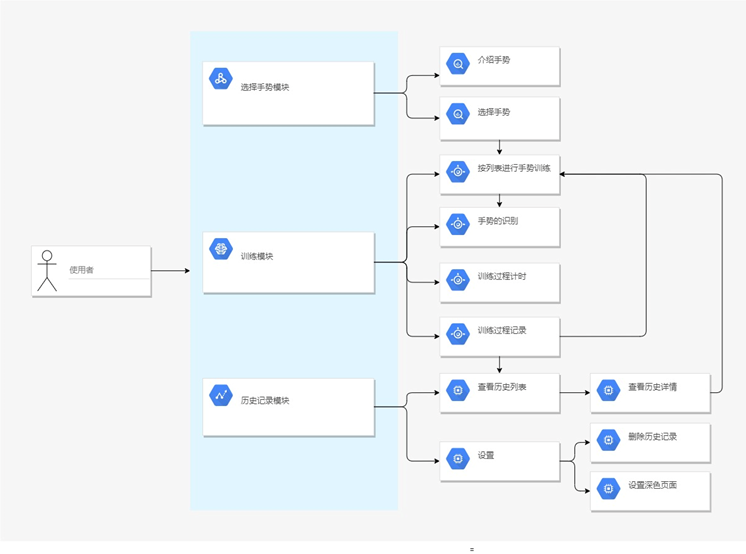 介绍手势
选择手势模块
选择手势
按列表进行手势训练
手势的识别
训练模块
使用者
训练过程计时
训练过程记录
查看历史列表
查看历史详情
历史记录模块
删除历史记录
设置
设置深色页面